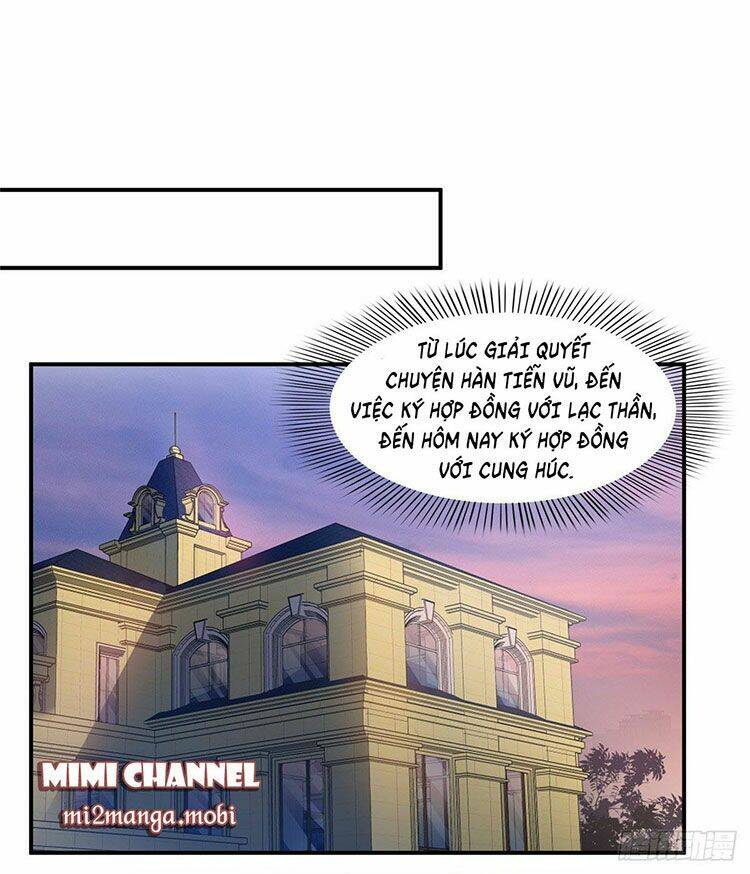 TỪ LÚC GIẢI QUYẾT
CHUYỆN HÀN TIỄN VŨ, ĐẾN
VIỆC KÝ HỢP ĐỒNG VỚI LẠC THẦN,
ĐẾN HÔM NAY KÝ HỢP ĐỒNG
VỚI CUNG HÚC.
MIMI CHANNEL
mi2manga.mobi